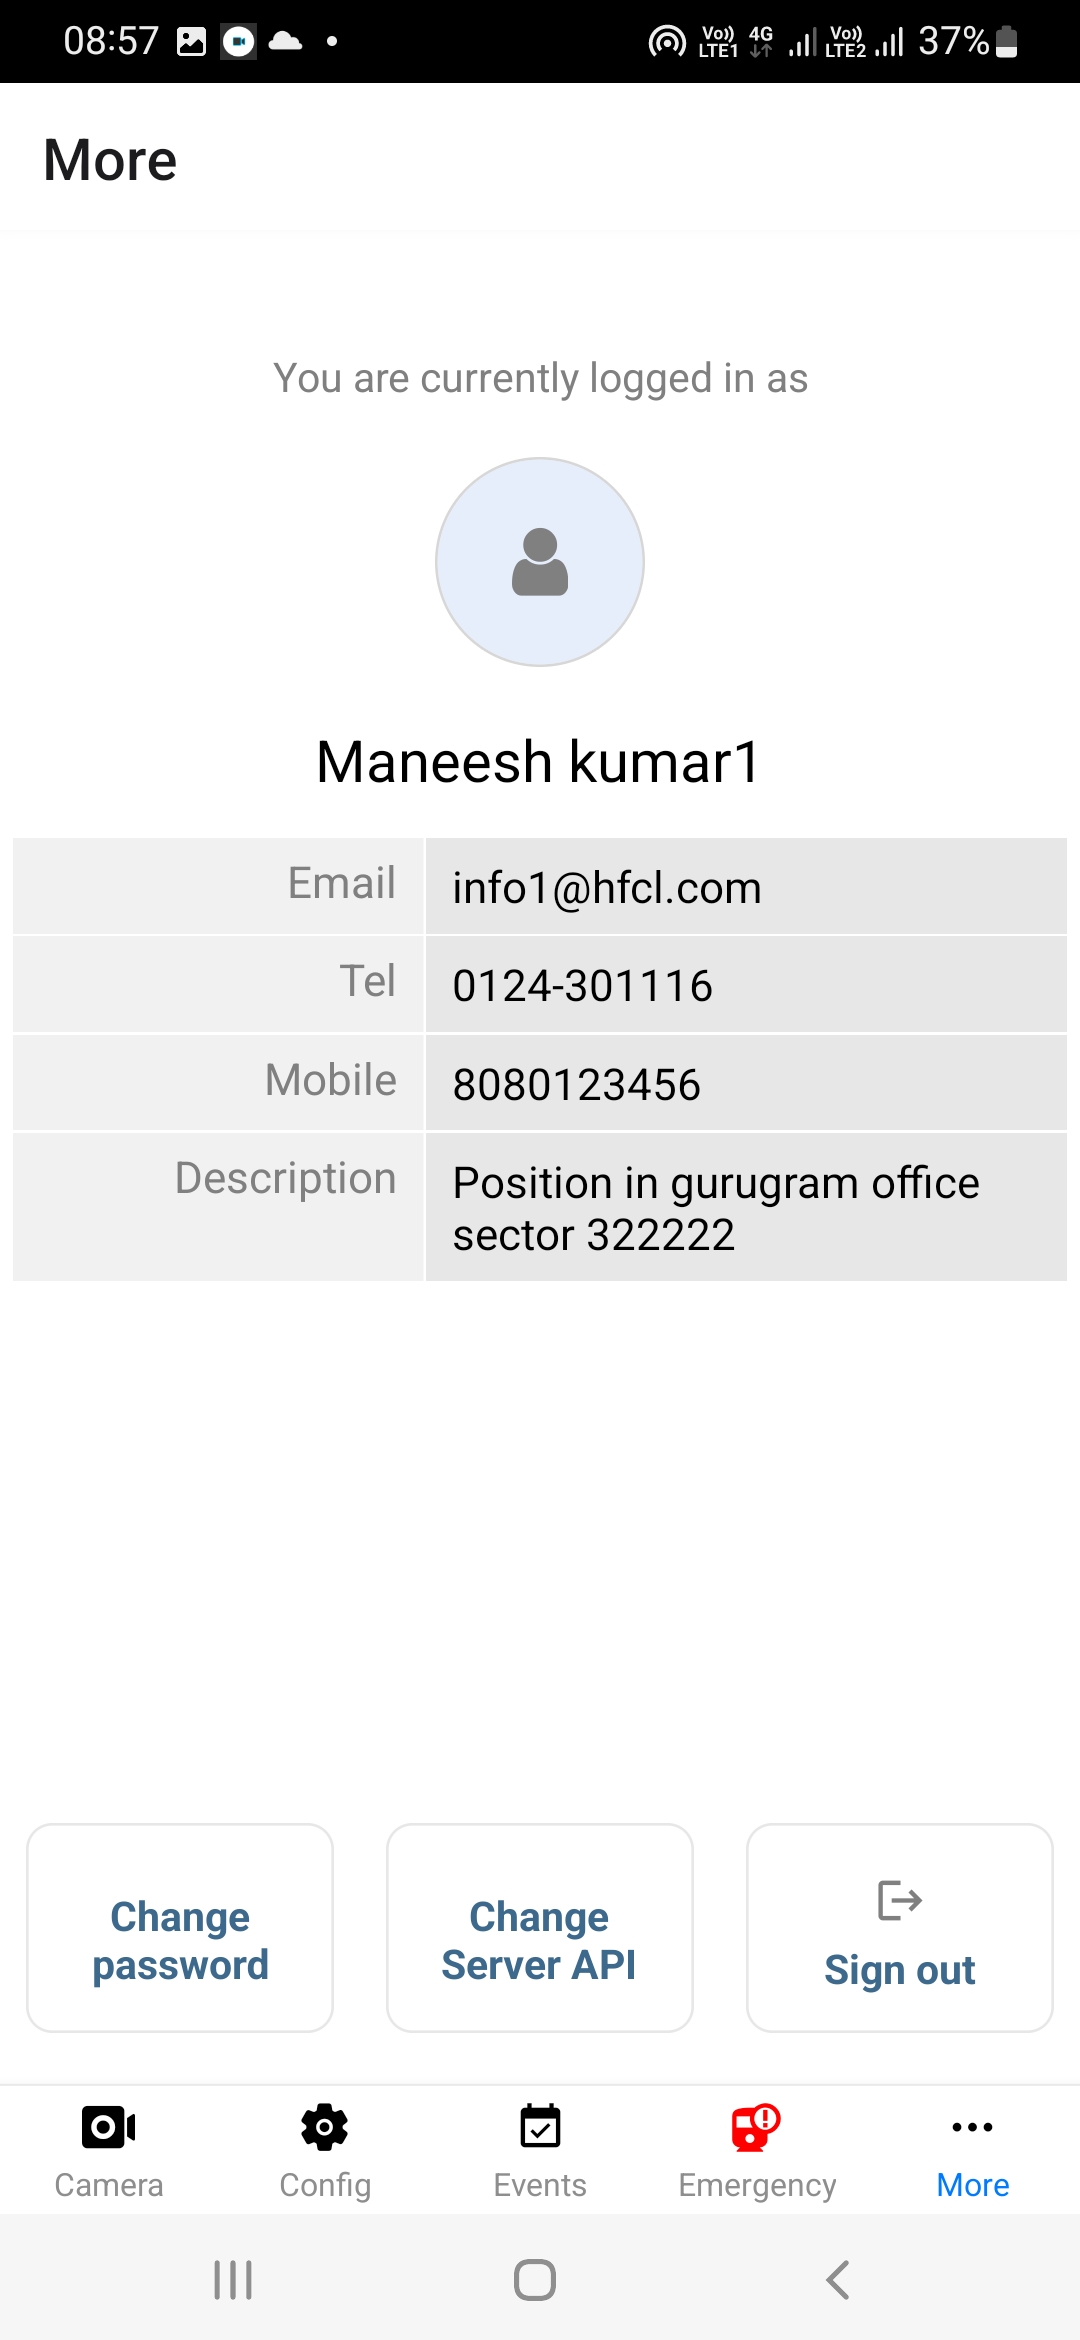 08:57
Vo)) LTE1 4G Vo)) LTE2 37%
More
You are currently logged in as
Maneesh kumar1
Email info1@hfcl.com
Tel 0124-301116
Mobile 8080123456
Description Position in gurugram office
sector 322222
Change
password
Change
Server API
Sign out
Camera Config Events Emergency More